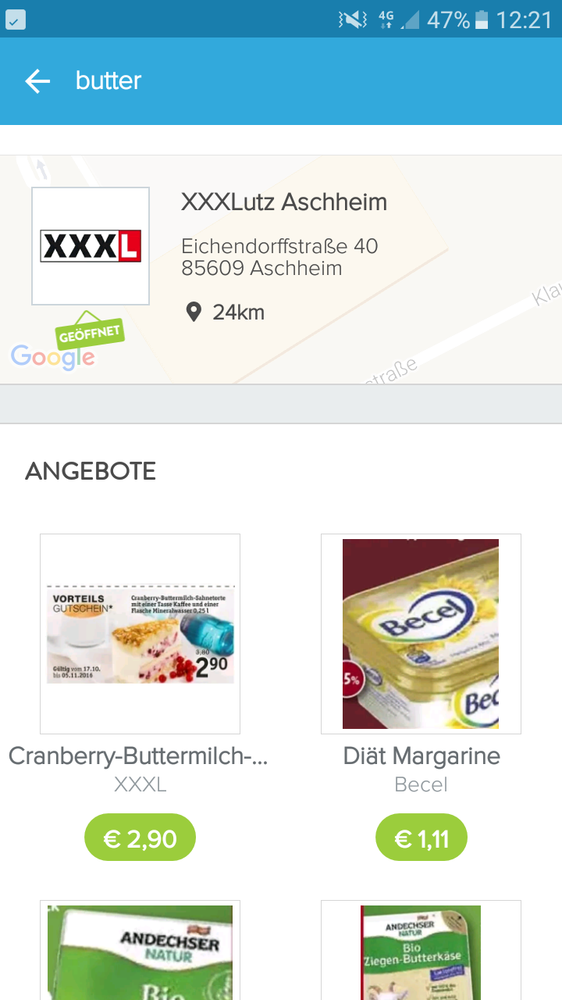 4G 47% 12:21
butter
XXXLutz Aschheim
XXXL
Eichendorffstraße 40
85609 Aschheim
24km
GEÖFFNET
Google
Kla
straße
ANGEBOTE
VORTEILS
GUTSCHEIN*
Cranberry-Buttermilch-Sahnetorte
mit einer Tasse Kaffee und einer
Flasche Mineralwasser 0,25 l
3,80
290
Gültig vom 17.10.
bis 05.11.2016
Becel
Bec
5%
Cranberry-Buttermilch-...
XXXL
€ 2,90
Diät Margarine
Becel
€ 1,11
ANDECHSER
NATUR
Bio
ANDECHSER
NATUR
Bio
Ziegen-Butterkäse